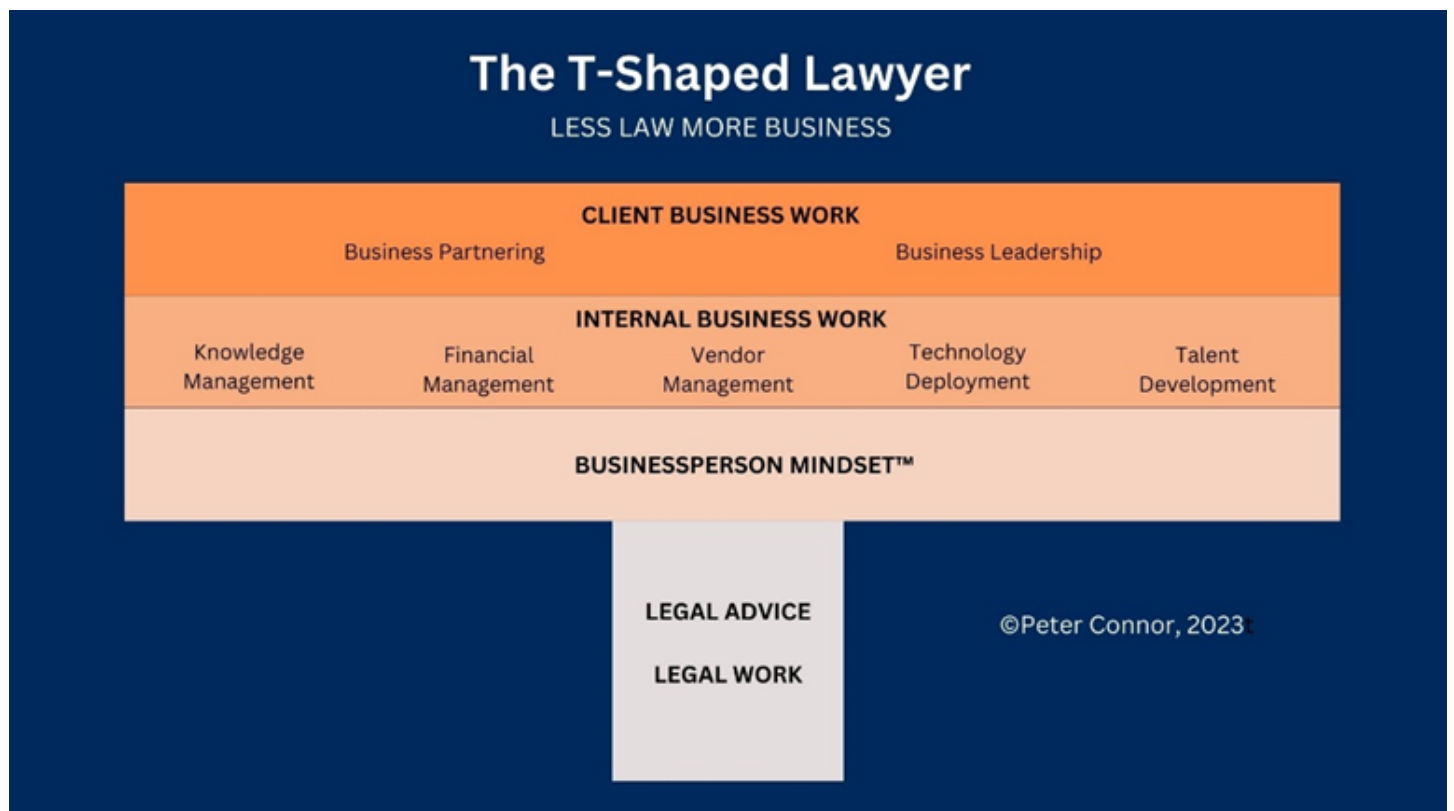 The T-Shaped Lawyer
LESS LAW MORE BUSINESS
CLIENT BUSINESS WORK
Business Partnering
Business Leadership
INTERNAL BUSINESS WORK
Knowledge
Management
Financial
Management
Vendor
Management
Technology
Deployment
Talent
Development
BUSINESSPERSON MINDSET™
LEGAL ADVICE
LEGAL WORK
©Peter Connor, 2023t